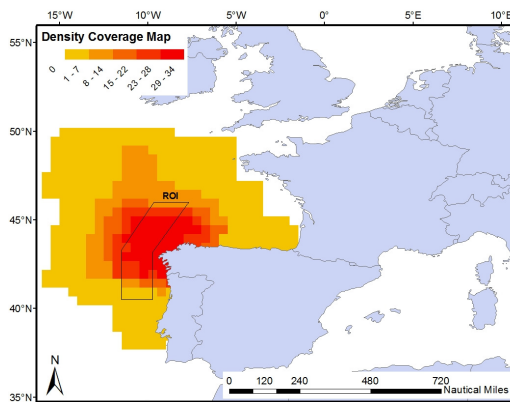 15°W 10°W 5°W 0° 5°E 10°E
55°N
Density Coverage Map
0 1 - 7 8 - 14 15 - 22 23 - 28 29 - 34
50°N
ROI
45°N
40°N
N
0 120 240 480 720
Nautical Miles
35°N